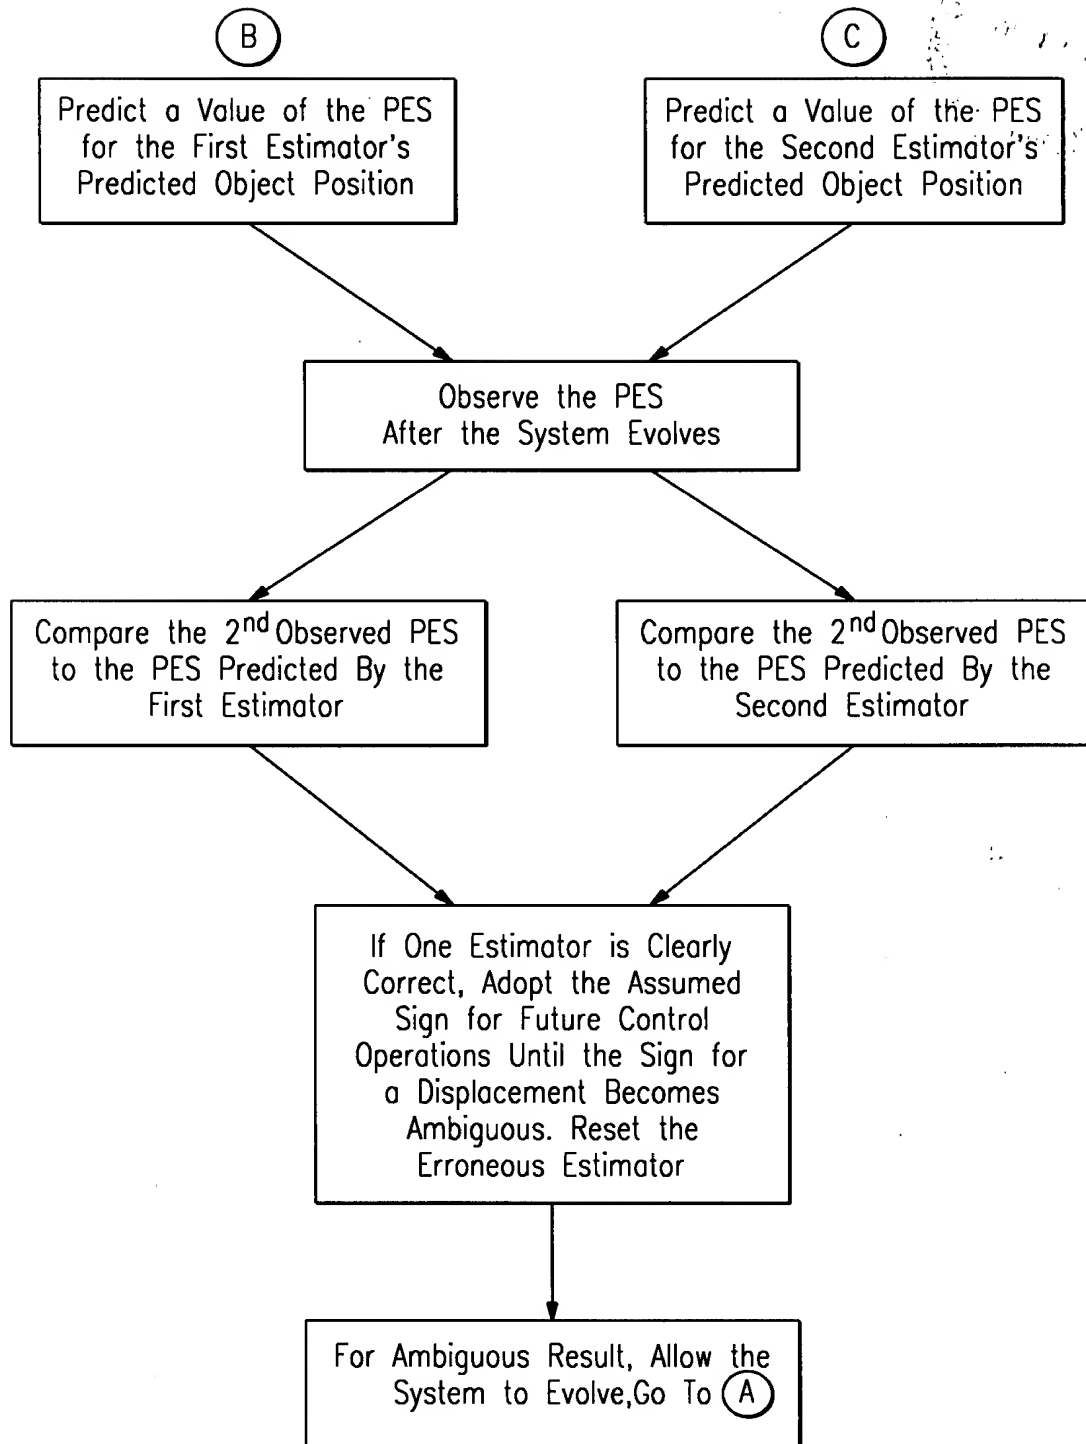 B
C
Predict a Value of the PES
for the First Estimator's
Predicted Object Position
Predict a Value of the PES
for the Second Estimator's
Predicted Object Position
Observe the PES
After the System Evolves
Compare the 2nd Observed PES
to the PES Predicted By the
First Estimator
Compare the 2nd Observed PES
to the PES Predicted By the
Second Estimator
If One Estimator is Clearly
Correct, Adopt the Assumed
Sign for Future Control
Operations Until the Sign for
a Displacement Becomes
Ambiguous. Reset the
Erroneous Estimator
For Ambiguous Result, Allow the
System to Evolve,Go To A